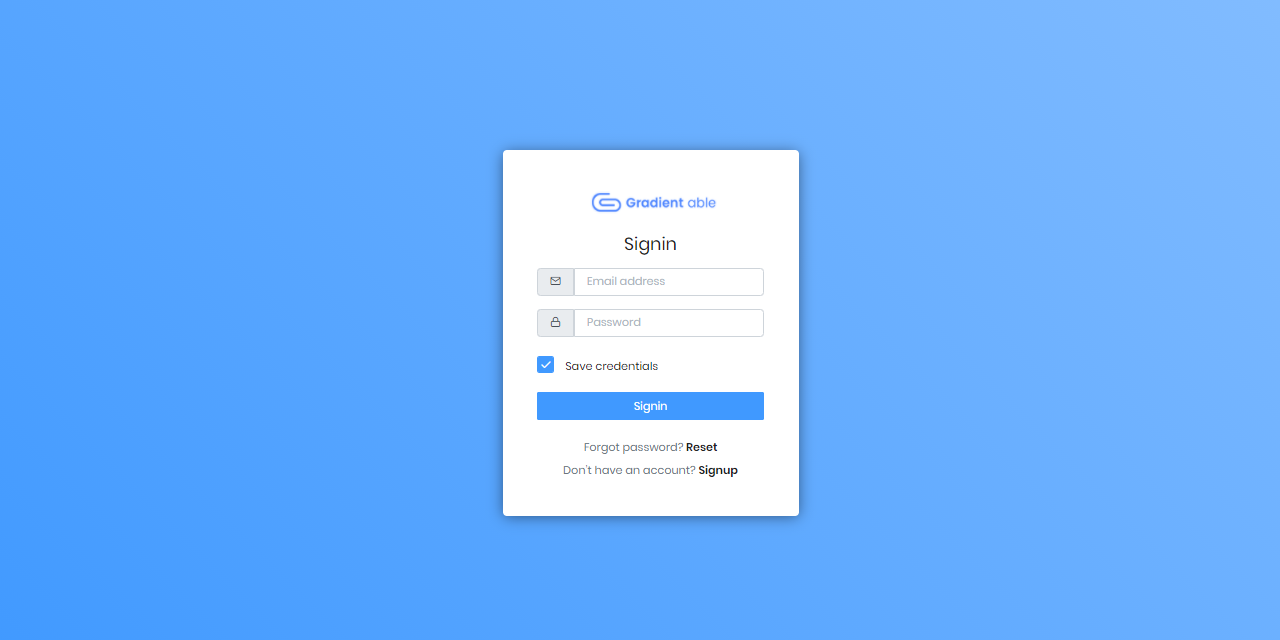 Gradient able
Signin
Email address
Password
Save credentials
Signin
Forgot password? Reset
Don't have an account? Signup